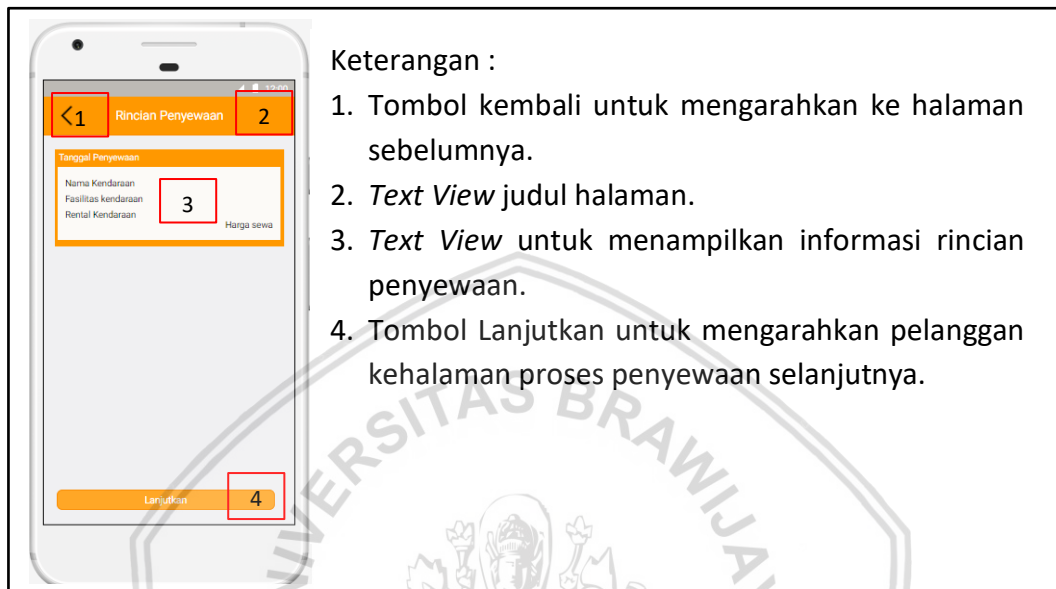 12:00
1
Rincian Penyewaan
2
Tanggal Penyewaan
Nama Kendaraan
Fasilitas kendaraan
3
Rental Kendaraan
Harga sewa
Lanjutkan
4
Keterangan :
1. Tombol kembali untuk mengarahkan ke halaman
sebelumnya.
2. Text View judul halaman.
3. Text View untuk menampilkan informasi rincian
penyewaan.
4. Tombol Lanjutkan untuk mengarahkan pelanggan
kehalaman proses penyewaan selanjutnya.
ERSITAS BRAWIJA